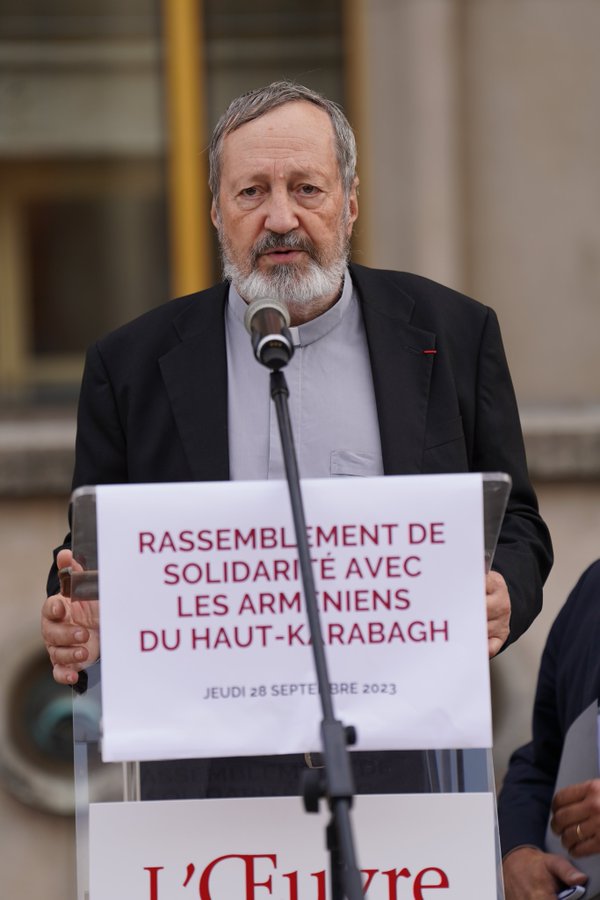 RASSEMBLEMENT DE
SOLIDARITÉ AVEC
LES ARMÉNIENS
DU HAUT-KARABAGH
JEUDI 28 SEPTEMBRE 2023
L'Œuvre